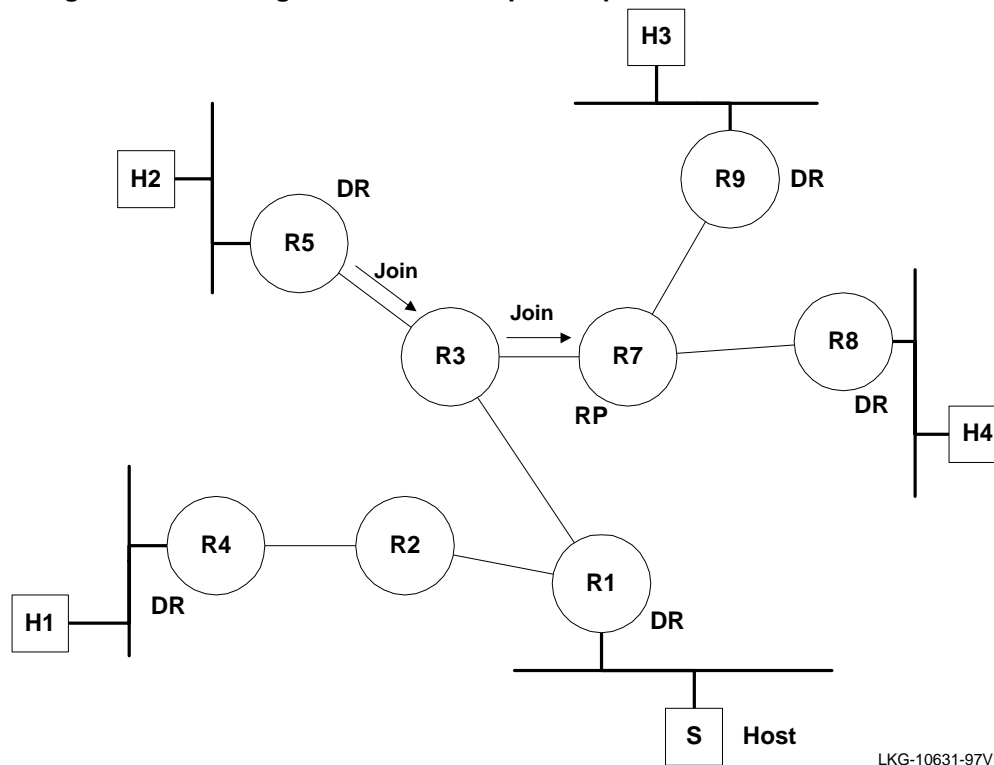 H3
H2
DR
R9
DR
R5
Join
Join
R3
R7
R8
RP
DR
H4
R4
R2
R1
DR
H1
DR
S
Host
LKG-10631-97V